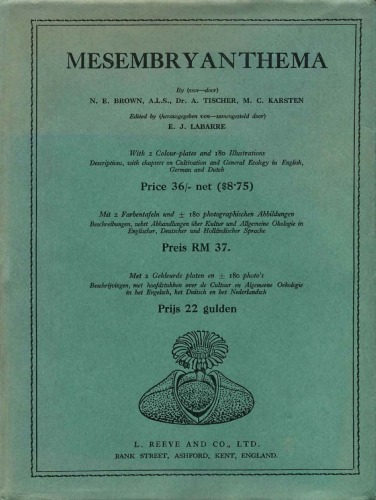 MESEMBRYANTHEMA
By (von—door)
N. E. BROWN, A.L.S., Dr. A. TISCHER, M. C. KARSTEN
Edited by (herausgegeben von—samengesteld door)
E. J. LABARRE
With 2 Colour-plates and 180 Illustrations
Descriptions, with chapters on Cultivation and General Ecology in English,
German and Dutch
Price 36/- net ($8·75)
Mit 2 Farbentafeln und ± 180 photographischen Abbildungen
Beschreibungen, nebst Abhandlungen über Kultur und Allgemeine Ökologie in
Englischer, Deutscher und Holländischer Sprache
Preis RM 37.
Met 2 Gekleurde platen en ± 180 photo's
Beschrijvingen, met hoofdstukken over de Cultuur en Algemeene Oekologie
in het Engelsch, het Duitsch en het Nederlandsch
Prijs 22 gulden
L. REEVE AND CO., LTD.
BANK STREET, ASHFORD, KENT, ENGLAND.